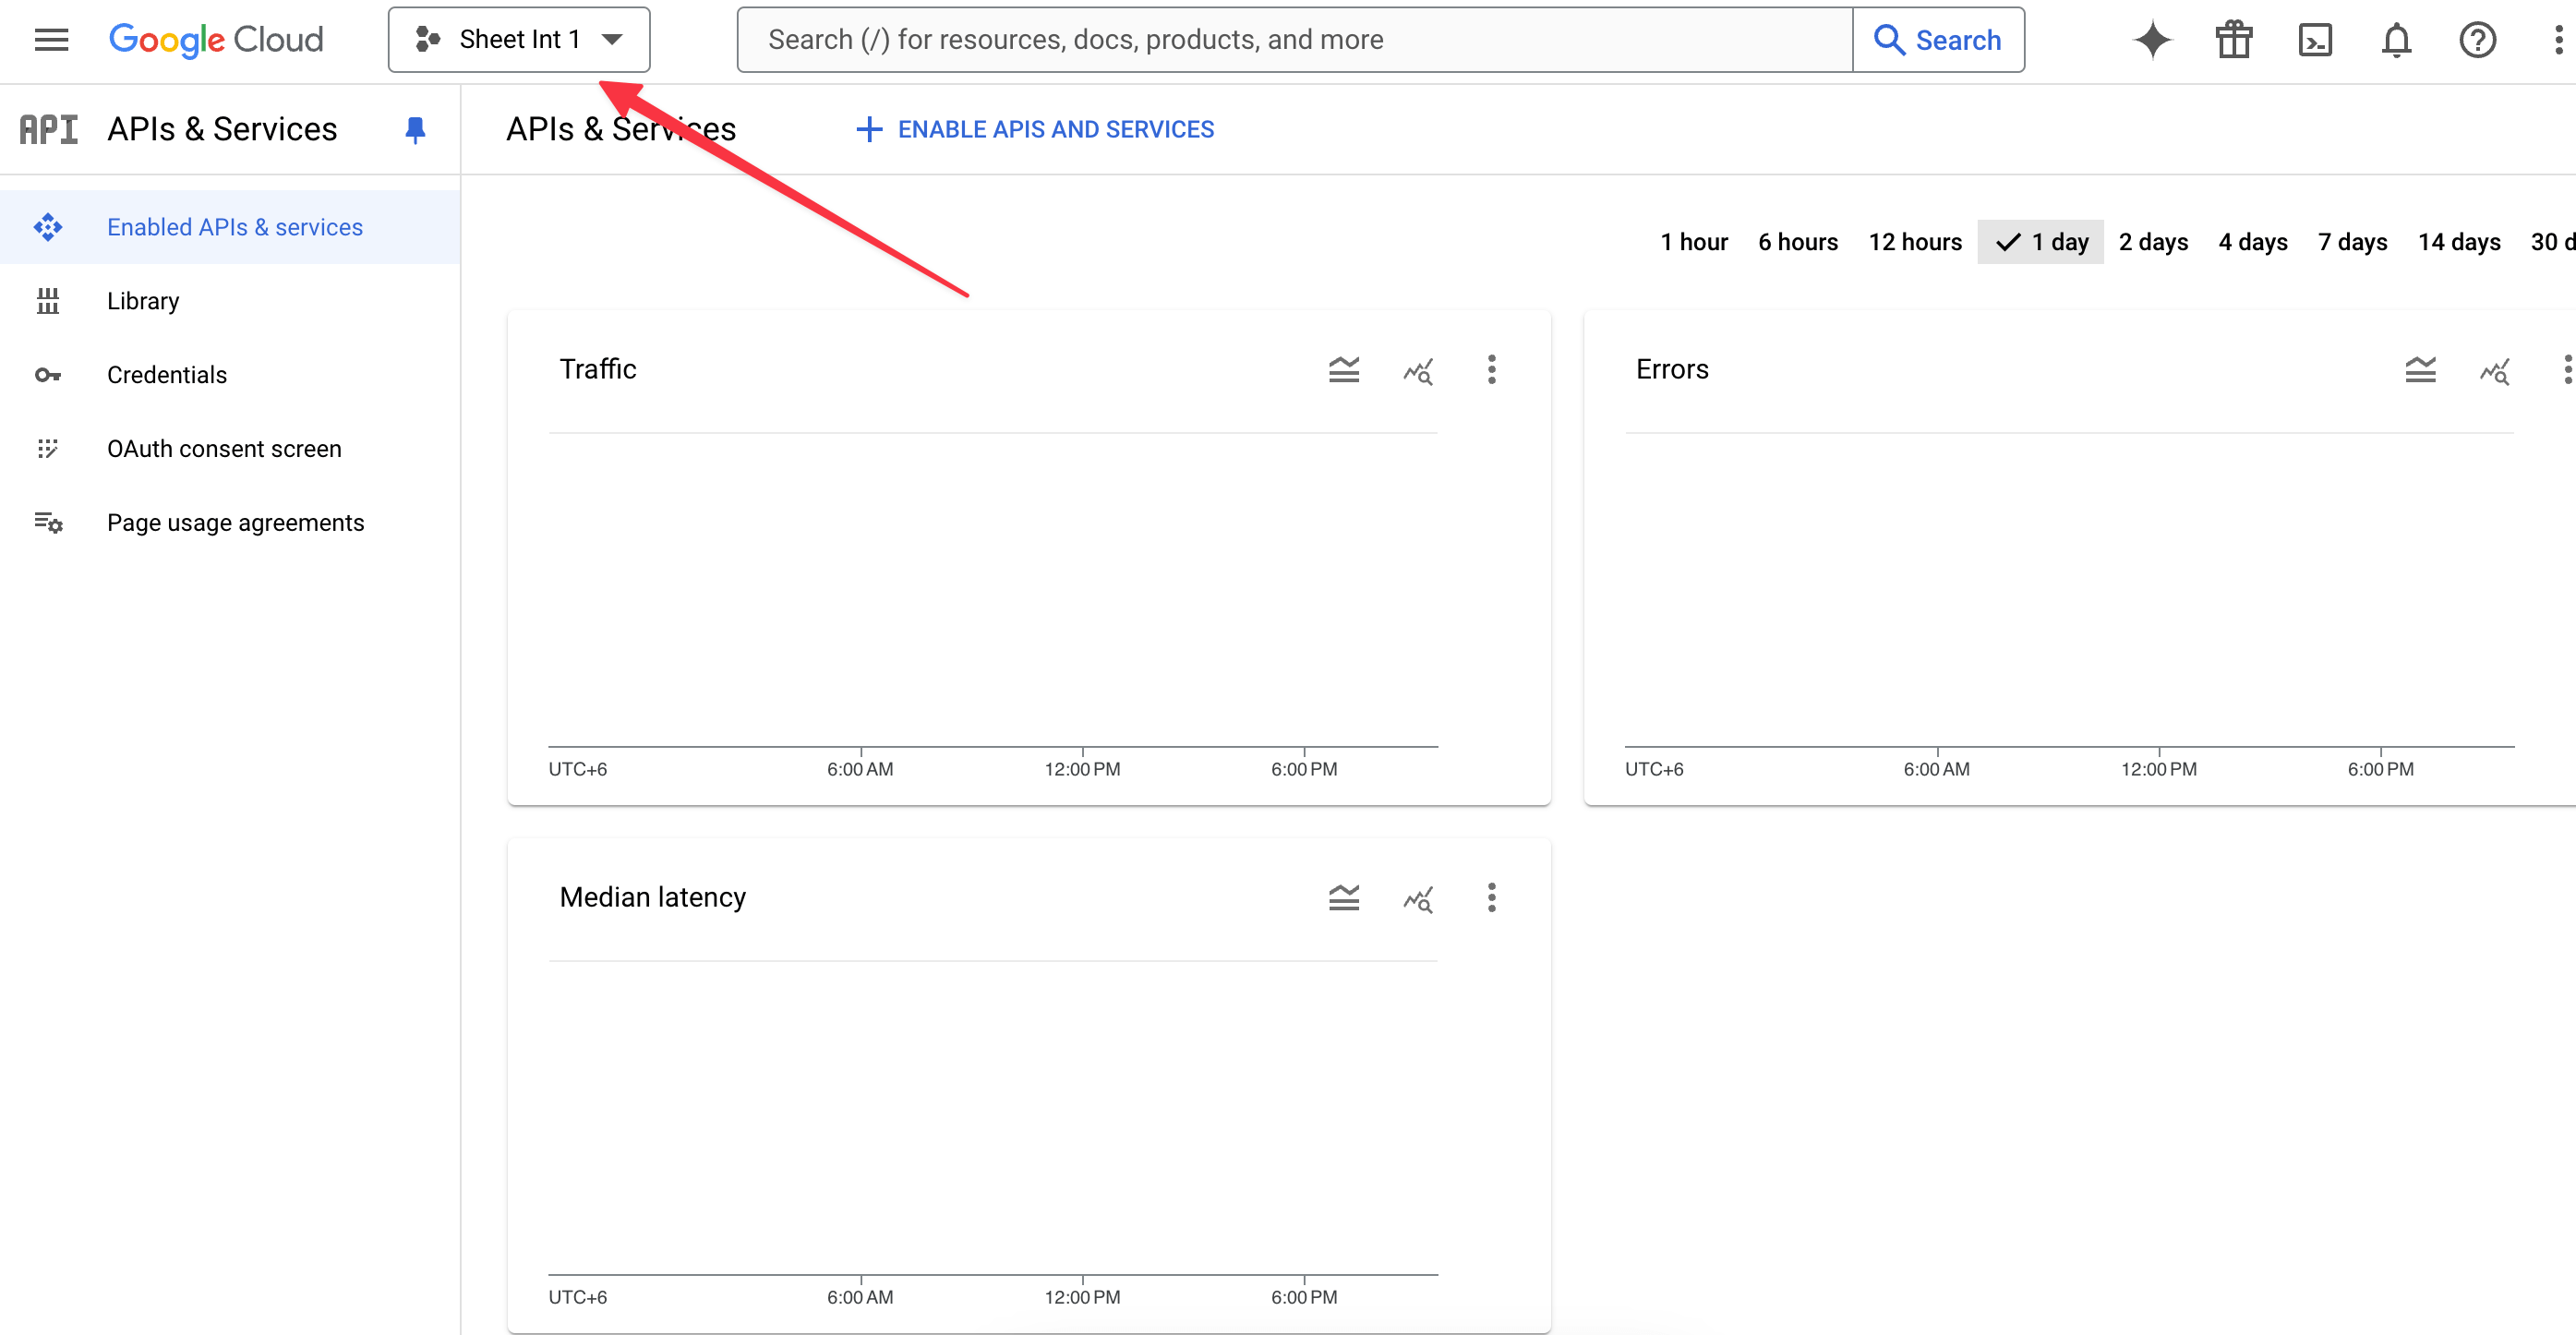 Google Cloud
Sheet Int 1
Search (/) for resources, docs, products, and more
Search
API
APIs & Services
APIs & Services
ENABLE APIS AND SERVICES
Enabled APIs & services
Library
Credentials
OAuth consent screen
Page usage agreements
1 hour 6 hours 12 hours 1 day 2 days 4 days 7 days 14 days 30 d
Traffic
UTC+6 6:00 AM 12:00 PM 6:00 PM
Errors
UTC+6 6:00 AM 12:00 PM 6:00 PM
Median latency
UTC+6 6:00 AM 12:00 PM 6:00 PM